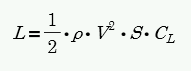 L = 1/2 • ρ • V² • S • C_L